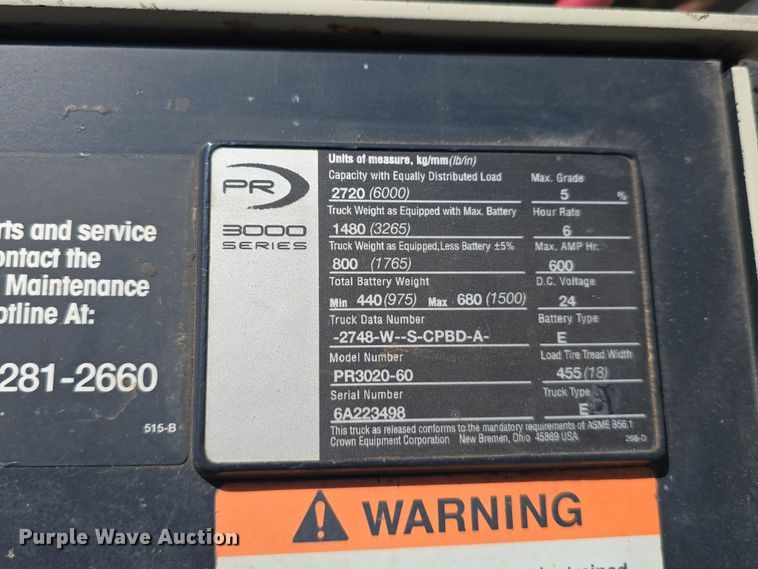 rts and service
ontact the
Maintenance
otline At:
281-2660
515-B
PR
3000
SERIES
Units of measure, kg/mm(lb/in)
Capacity with Equally Distributed Load
2720 (6000)
Truck Weight as Equipped with Max. Battery
1480 (3265)
Truck Weight as Equipped, Less Battery ±5%
800 (1765)
Total Battery Weight
Min 440 (975) Max 680 (1500)
Truck Data Number
-2748-W--S-CPBD-A-
Model Number
PR3020-60
Serial Number
6A223498
Max. Grade
5 %
Hour Rate
6
Max. AMP Hr.
600
D.C. Voltage
24
Battery Type
E
Load Tire Tread Width
455 (18)
Truck Type
E
This truck as released conforms to the mandatory requirements of ASME B56.1
Crown Equipment Corporation New Bremen, Ohio 45869 USA
268-D
WARNING
Purple Wave Auction